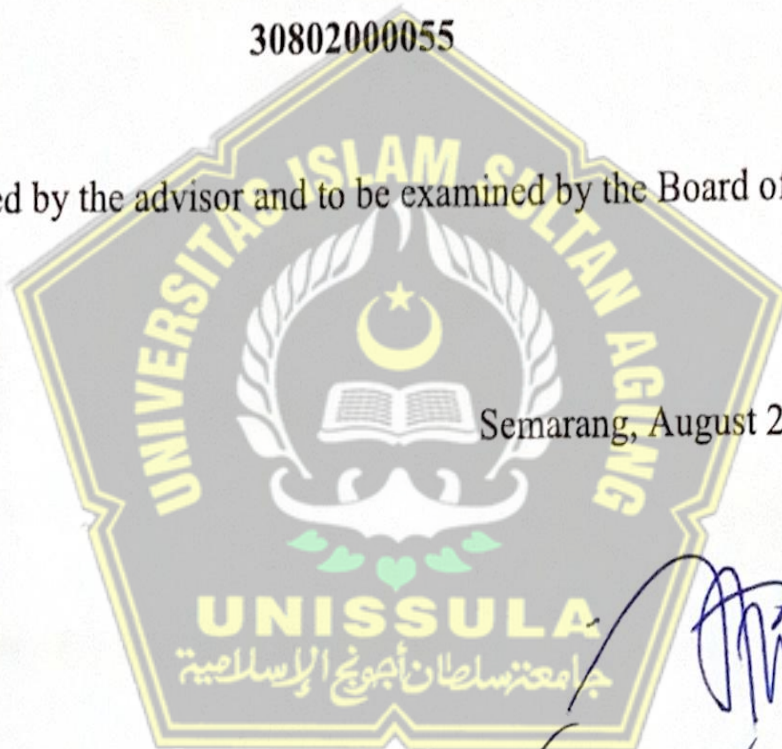 30802000055
ed by the advisor and to be examined by the Board of
Semarang, August 2
UNIVERSITAS ISLAM SULTAN AGUNG
UNISSULA
جامعة سلطان أجونج الإسلامية